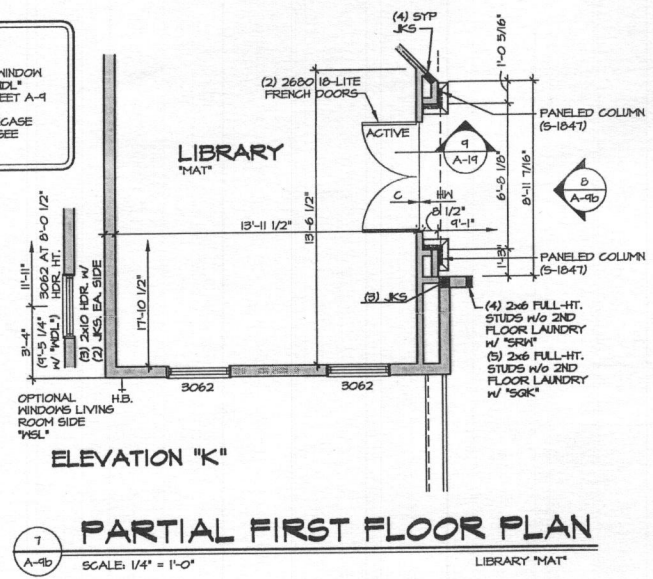 WINDOW
"WDL"
SHEET A-9
CASE
SEE
(4) SYP
JKS
1'-0 5/16"
(2) 2680 18-LITE
FRENCH DOORS
ACTIVE
PANELED COLUMN
(S-1847)
LIBRARY
"MAT"
9
A-19
6'-8 1/8"
8'-11 7/16"
8
A-9b
C
HW
8 1/2"
9'-1"
13'-11 1/2"
13'-6 1/2"
1'-3"
PANELED COLUMN
(S-1847)
11'-11"
3062 AT 8'-0 1/2"
HDR. HT.
(3) 2x10 HDR. W/
(2) JKS. EA. SIDE
17'-10 1/2"
3'-4"
(9'-5 1/4"
W/ "WDL")
(3) JKS
(4) 2x6 FULL-HT.
STUDS W/o 2ND
FLOOR LAUNDRY
W/ "SRW"
(5) 2x6 FULL-HT.
STUDS W/o 2ND
FLOOR LAUNDRY
W/ "SGK"
3062
3062
H.B.
OPTIONAL
WINDOWS LIVING
ROOM SIDE
"WSL"
ELEVATION "K"
7
A-9b
PARTIAL FIRST FLOOR PLAN
SCALE: 1/4" = 1'-0"
LIBRARY "MAT"